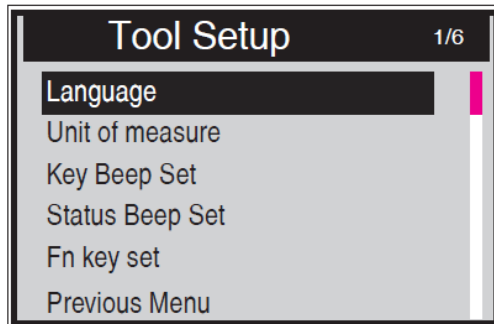 Tool Setup 1/6
Language
Unit of measure
Key Beep Set
Status Beep Set
Fn key set
Previous Menu